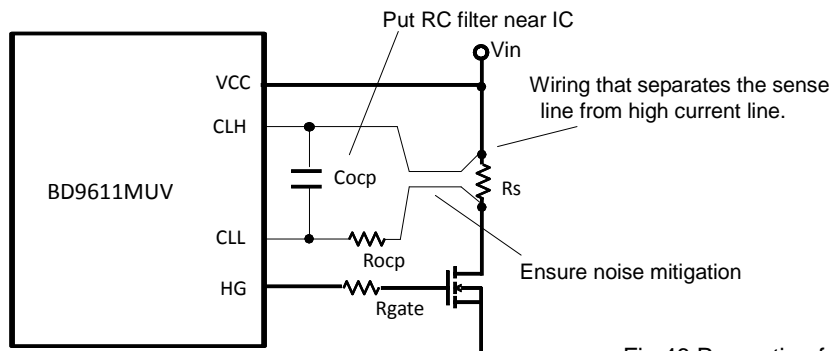 Put RC filter near IC
Vin
VCC
Wiring that separates the sense
line from high current line.
CLH
Cocp
Rs
BD9611MUV
CLL
Rocp
Ensure noise mitigation
HG
Rgate